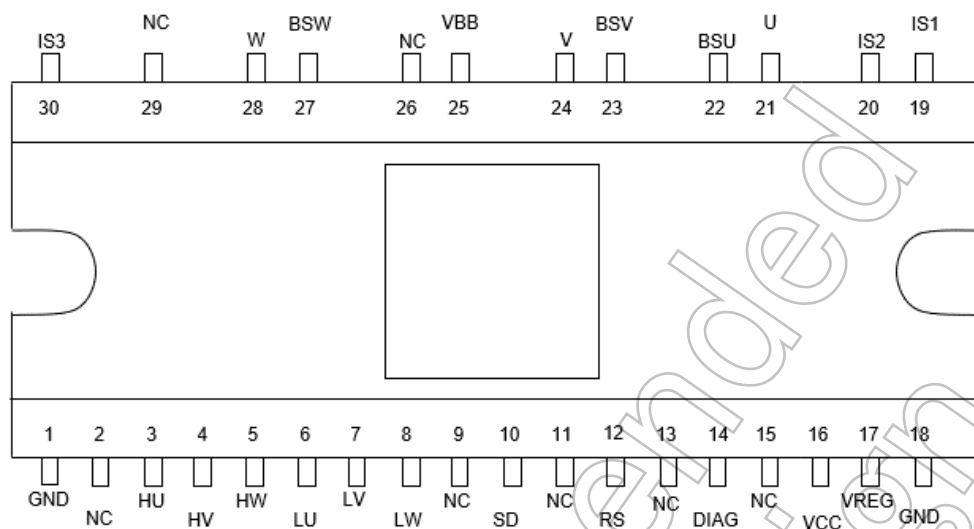 NC BSW VBB BSV U IS1
IS3 W NC V BSU IS2
30 29 28 27 26 25 24 23 22 21 20 19
1 2 3 4 5 6 7 8 9 10 11 12 13 14 15 16 17 18
GND HU HW LV NC NC NC NC VREG
NC HV LU LW SD RS DIAG VCC GND
ended